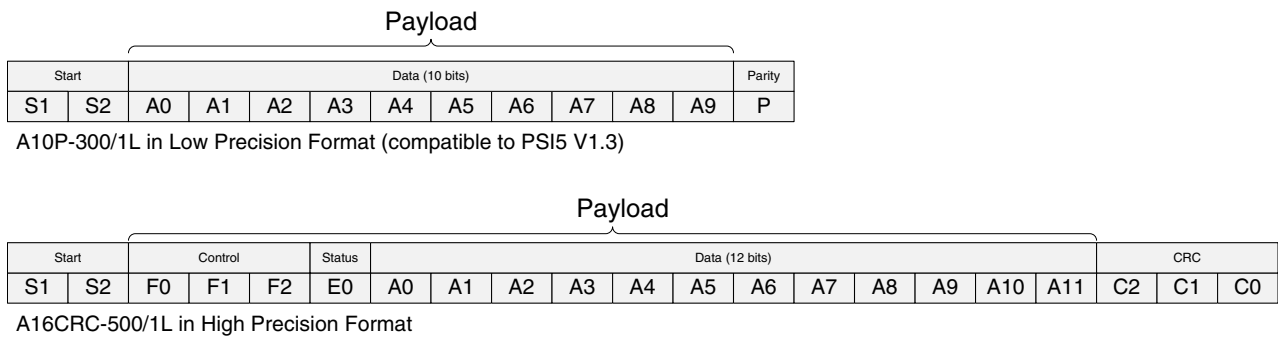 Payload
Start Data (10 bits) Parity
S1 S2 A0 A1 A2 A3 A4 A5 A6 A7 A8 A9 P
A10P-300/1L in Low Precision Format (compatible to PSI5 V1.3)
Payload
Start Control Status Data (12 bits) CRC
S1 S2 F0 F1 F2 E0 A0 A1 A2 A3 A4 A5 A6 A7 A8 A9 A10 A11 C2 C1 C0
A16CRC-500/1L in High Precision Format